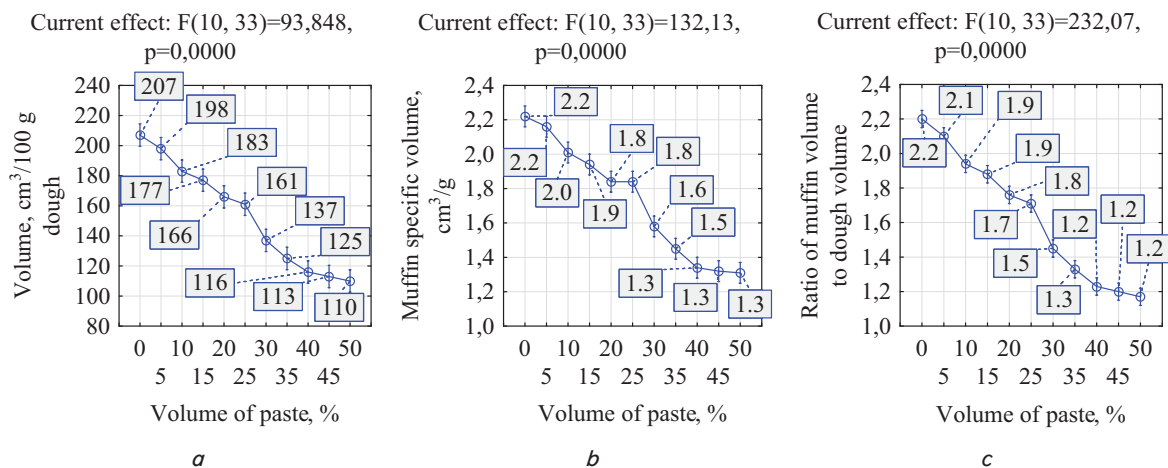 Current effect: F(10, 33)=93,848,
p=0,0000
Volume, cm³/100 g
dough
240
220
200
180
160
140
120
100
80
207
198
183
177
166
161
137
125
116
113
110
0 10 20 30 40 50
5 15 25 35 45
Volume of paste, %
a
Current effect: F(10, 33)=132,13,
p=0,0000
Muffin specific volume,
cm³/g
2,4
2,2
2,0
1,8
1,6
1,4
1,2
1,0
2.2
2.2
2.0
1.9
1.8
1.8
1.6
1.5
1.3
1.3
1.3
0 10 20 30 40 50
5 15 25 35 45
Volume of paste, %
b
Current effect: F(10, 33)=232,07,
p=0,0000
Ratio of muffin volume
to dough volume
2,4
2,2
2,0
1,8
1,6
1,4
1,2
1,0
2.2
2.1
1.9
1.9
1.8
1.7
1.5
1.3
1.2
1.2
1.2
0 10 20 30 40 50
5 15 25 35 45
Volume of paste, %
c